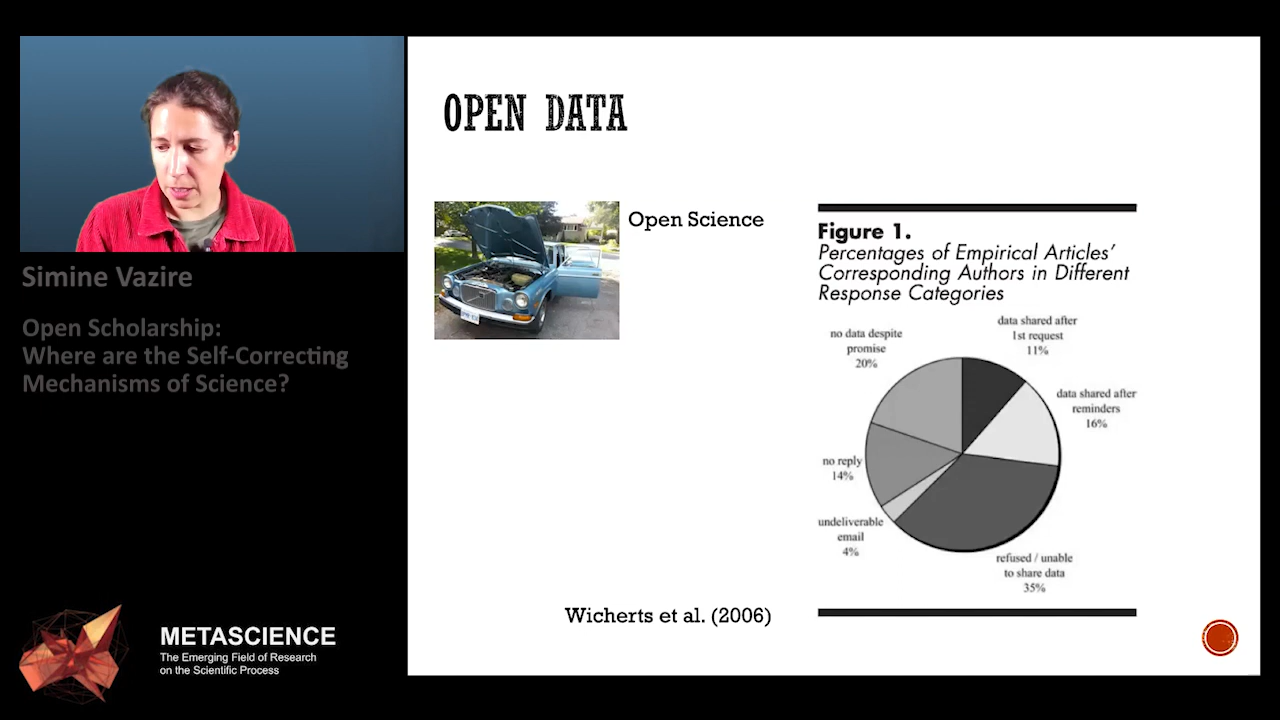 OPEN DATA
Open Science
Figure 1.
Percentages of Empirical Articles'
Corresponding Authors in Different
Response Categories
data shared after
1st request
11%
no data despite
promise
20%
data shared after
reminders
16%
no reply
14%
undeliverable
email
4%
refused / unable
to share data
35%
Wicherts et al. (2006)
Simine Vazire
Open Scholarship:
Where are the Self-Correcting
Mechanisms of Science?
METASCIENCE
The Emerging Field of Research
on the Scientific Process